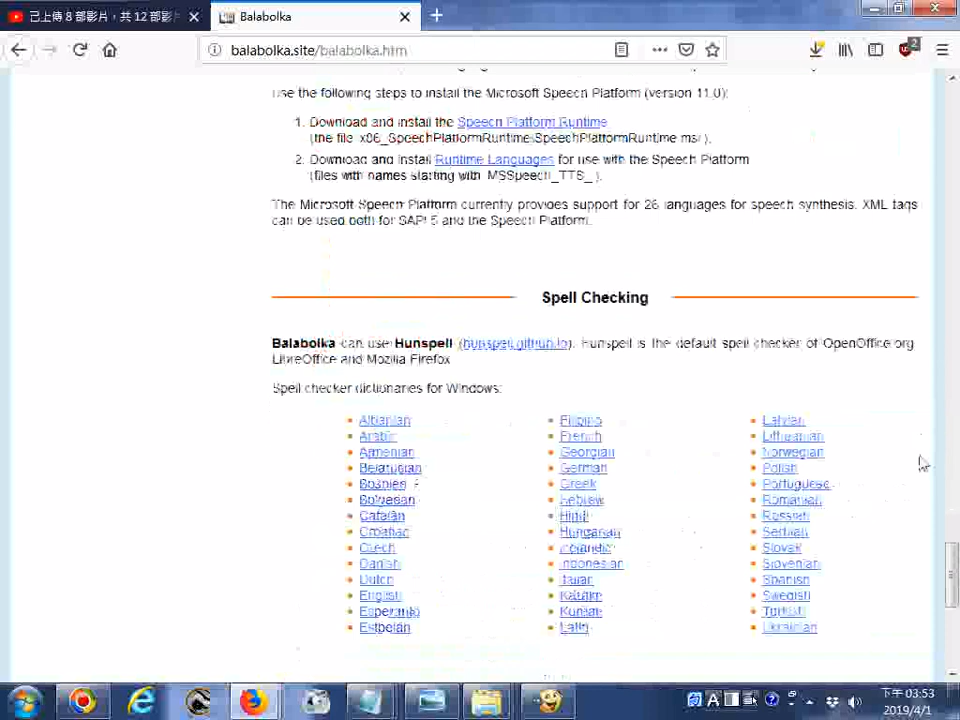 已上傳 8 部影片，共 12 部影片
Balabolka
balabolka.site/balabolka.htm
2
use the following steps to install the Microsoft Speech Platform (version 11.0):
1. Download and install the Speech Platform Runtime
(the file x86_SpeechPlatformRuntime\SpeechPlatformRuntime.msi).
2. Download and install Runtime Languages for use with the Speech Platform
(files with names starting with MSSpeech_TTS_).
The Microsoft Speech Platform currently provides support for 26 languages for speech synthesis. XML tags
can be used both for SAPI 5 and the Speech Platform.
Spell Checking
Balabolka can use Hunspell (hunspell.github.io). Hunspell is the default spell checker of OpenOffice.org
LibreOffice and Mozilla Firefox
Spell checker dictionaries for Windows:
Albanian Filipino Latvian
Arabic French Lithuanian
Armenian Georgian Norwegian
Belarusian German Polish
Bosnian Greek Portuguese
Bulgarian Hebrew Romanian
Catalan Hindi Russian
Croatian Hungarian Serbian
Czech Icelandic Slovak
Danish Indonesian Slovenian
Dutch Italian Spanish
English Kazakh Swedish
Esperanto Turkish
Estonian Latin Ukrainian
A
下午 03:53
2019/4/1